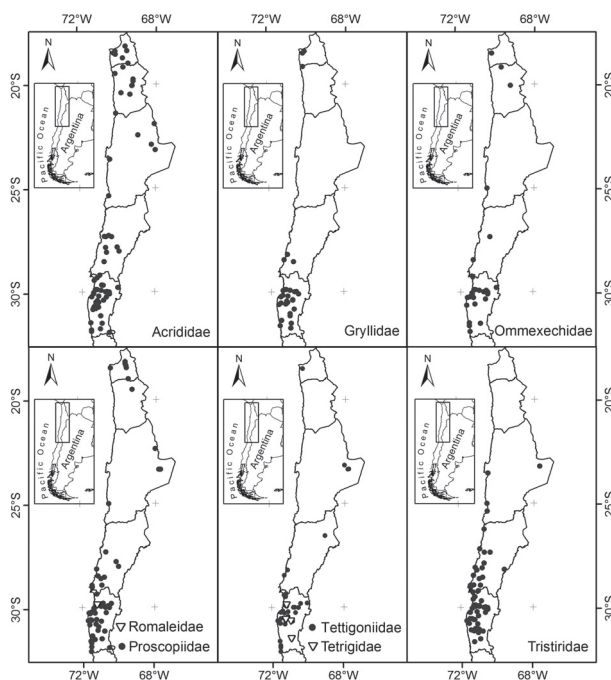 72°W 68°W 72°W 68°W 72°W 68°W
N
20°S
25°S
30°S
Pacific Ocean
Argentina
Acrididae
N
Pacific Ocean
Argentina
Gryllidae
N
20°S
25°S
30°S
Pacific Ocean
Argentina
Ommexechidae
N
20°S
25°S
30°S
Pacific Ocean
Argentina
Romaleidae
Proscopiidae
N
Pacific Ocean
Argentina
Tettigoniidae
Tetrigidae
N
20°S
25°S
30°S
Pacific Ocean
Argentina
Tristiridae
72°W 68°W 72°W 68°W 72°W 68°W